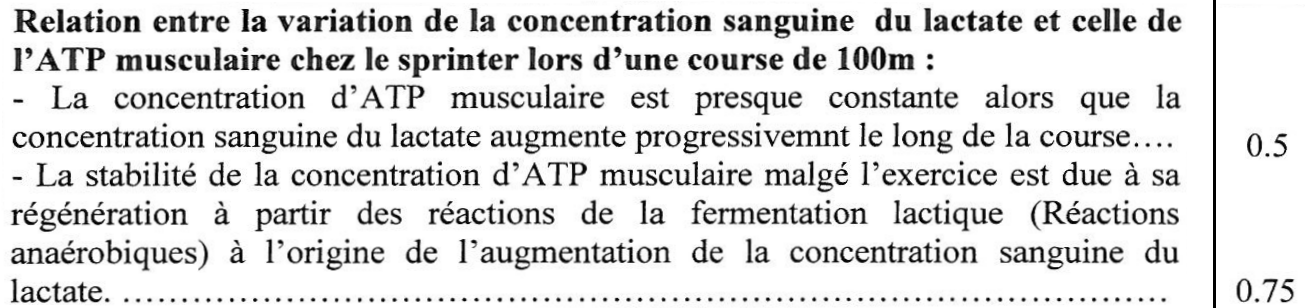 Relation entre la variation de la concentration sanguine du lactate et celle de
l'ATP musculaire chez le sprinter lors d'une course de 100m :
- La concentration d'ATP musculaire est presque constante alors que la
concentration sanguine du lactate augmente progressivemnt le long de la course…. 0.5
- La stabilité de la concentration d'ATP musculaire malgé l'exercice est due à sa
régénération à partir des réactions de la fermentation lactique (Réactions
anaérobiques) à l'origine de l'augmentation de la concentration sanguine du
lactate. ………………………………………………………………………… 0.75